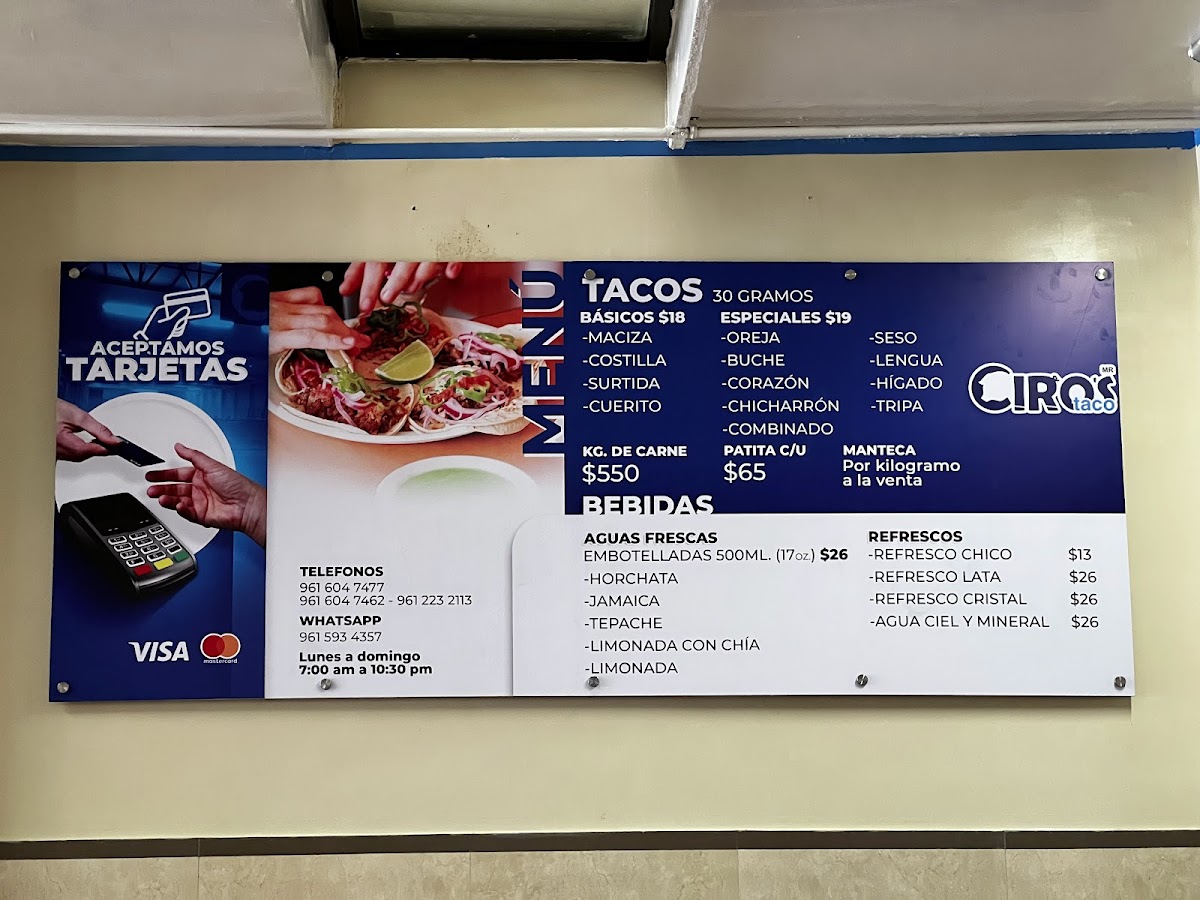 ACEPTAMOS
TARJETAS
VISA
mastercard
MENÚ
TELEFONOS
961 604 7477
961 604 7462 - 961 223 2113
WHATSAPP
961 593 4357
Lunes a domingo
7:00 am a 10:30 pm
TACOS 30 GRAMOS
BÁSICOS $18
-MACIZA
-COSTILLA
-SURTIDA
-CUERITO
ESPECIALES $19
-OREJA
-BUCHE
-CORAZÓN
-CHICHARRÓN
-COMBINADO
-SESO
-LENGUA
-HÍGADO
-TRIPA
CIRO'S MR
taco
KG. DE CARNE
$550
PATITA C/U
$65
MANTECA
Por kilogramo
a la venta
BEBIDAS
AGUAS FRESCAS
EMBOTELLADAS 500ML. (17oz.) $26
-HORCHATA
-JAMAICA
-TEPACHE
-LIMONADA CON CHÍA
-LIMONADA
REFRESCOS
-REFRESCO CHICO $13
-REFRESCO LATA $26
-REFRESCO CRISTAL $26
-AGUA CIEL Y MINERAL $26